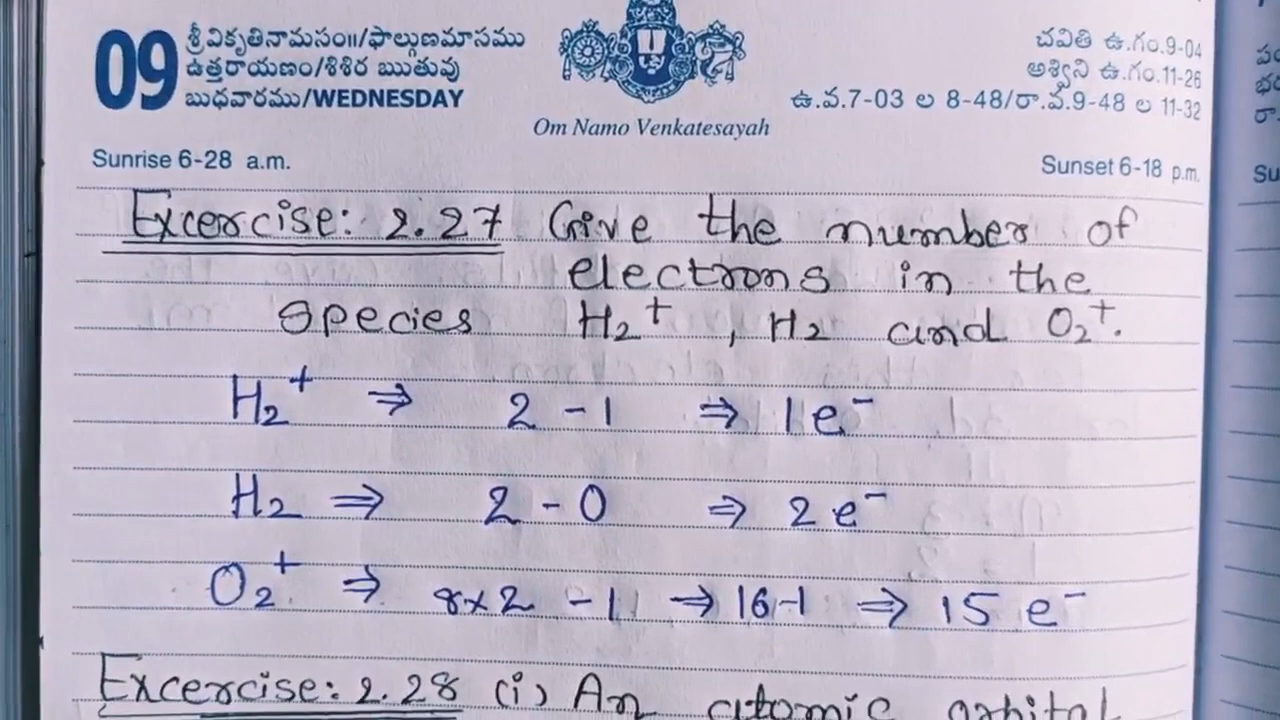 09
శ్రీవికృతినామసం॥/ఫాల్గుణమాసము
ఉత్తరాయణం/శిశిర ఋతువు
బుధవారము/WEDNESDAY
Om Namo Venkatesayah
చవితి ఉ.గం.9-04
అశ్విని ఉ.గం.11-26
ఉ.వ.7-03 ల 8-48/రా.వ.9-48 ల 11-32
Sunrise 6-28 a.m.
Sunset 6-18 p.m.
Excercise: 2.27 Give the number of
electrons in the
species H₂⁺, H₂ and O₂⁺.
H₂⁺ ⇒ 2 - 1 ⇒ 1e⁻
H₂ ⇒ 2 - 0 ⇒ 2e⁻
O₂⁺ ⇒ 8x2 - 1 → 16-1 ⇒ 15 e⁻
Excercise: 2.28 (i) An atomic orbital
Su